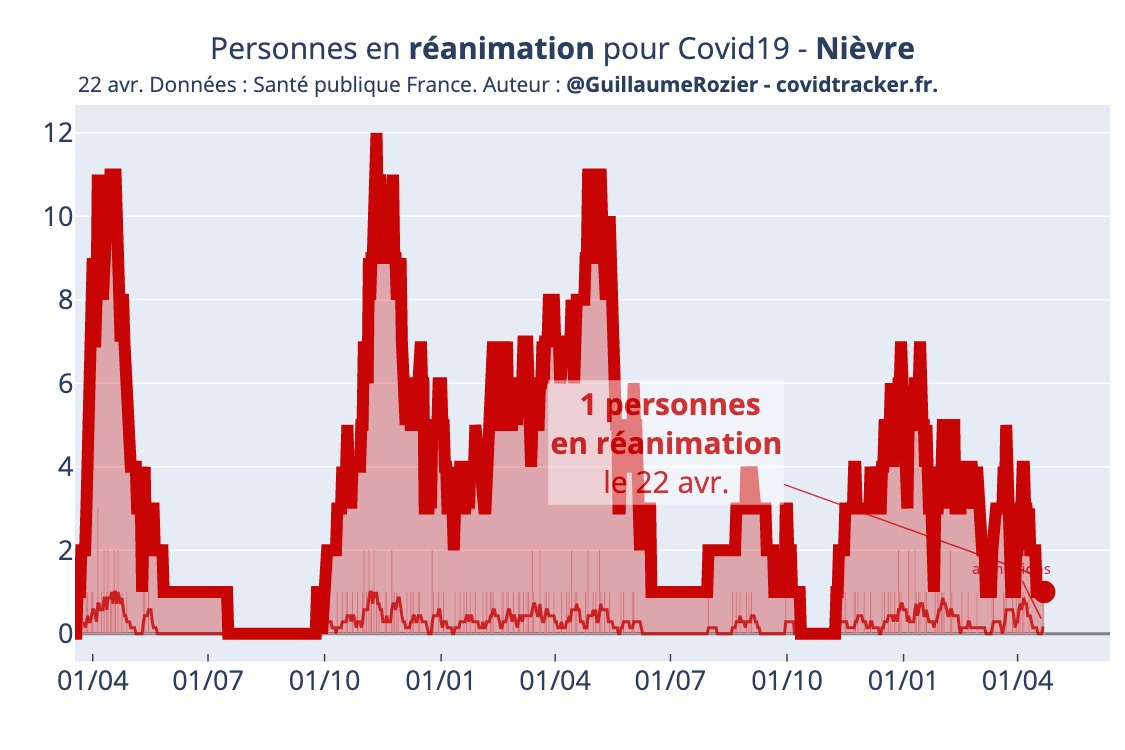 Personnes en réanimation pour Covid19 - Nièvre
22 avr. Données : Santé publique France. Auteur : @GuillaumeRozier - covidtracker.fr.
12
10
8
6
4
2
0
1 personnes
en réanimation
le 22 avr.
01/04 01/07 01/10 01/01 01/04 01/07 01/10 01/01 01/04